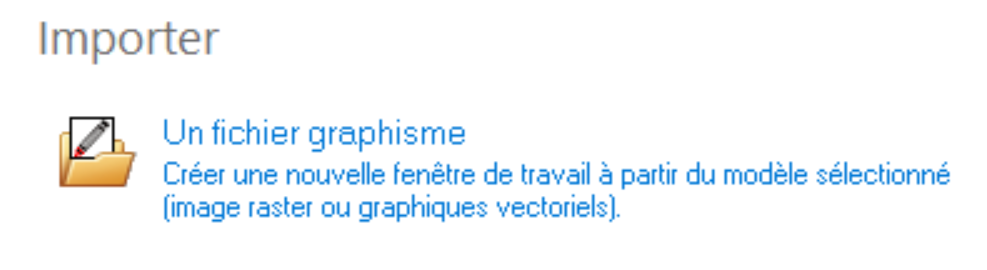 Importer
Un fichier graphisme
Créer une nouvelle fenêtre de travail à partir du modèle sélectionné
(image raster ou graphiques vectoriels).